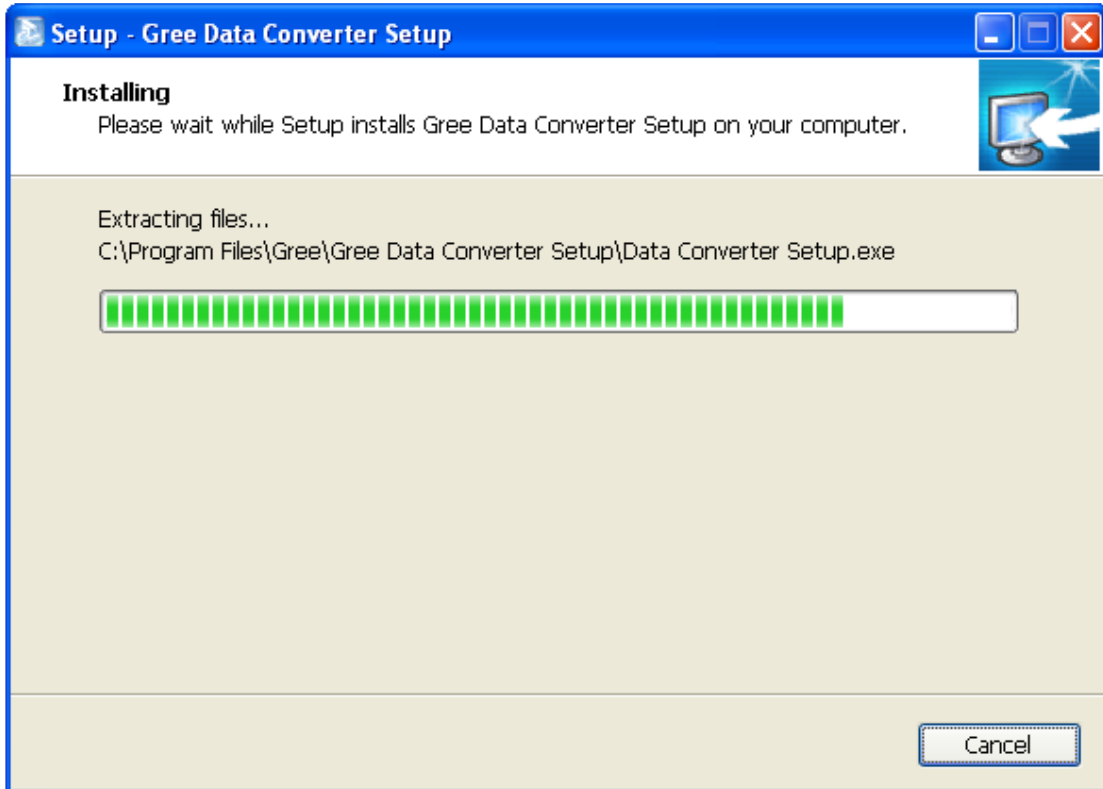 Setup - Gree Data Converter Setup
Installing
Please wait while Setup installs Gree Data Converter Setup on your computer.
Extracting files...
C:\Program Files\Gree\Gree Data Converter Setup\Data Converter Setup.exe
Cancel